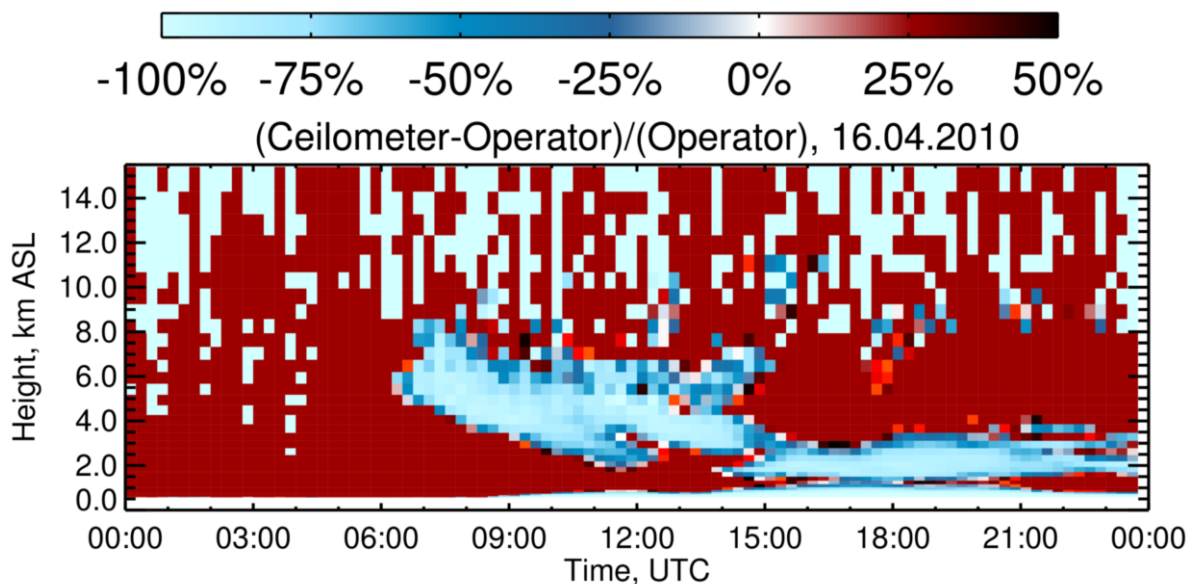 -100% -75% -50% -25% 0% 25% 50%
(Ceilometer-Operator)/(Operator), 16.04.2010
Height, km ASL
14.0
12.0
10.0
8.0
6.0
4.0
2.0
0.0
00:00 03:00 06:00 09:00 12:00 15:00 18:00 21:00 00:00
Time, UTC